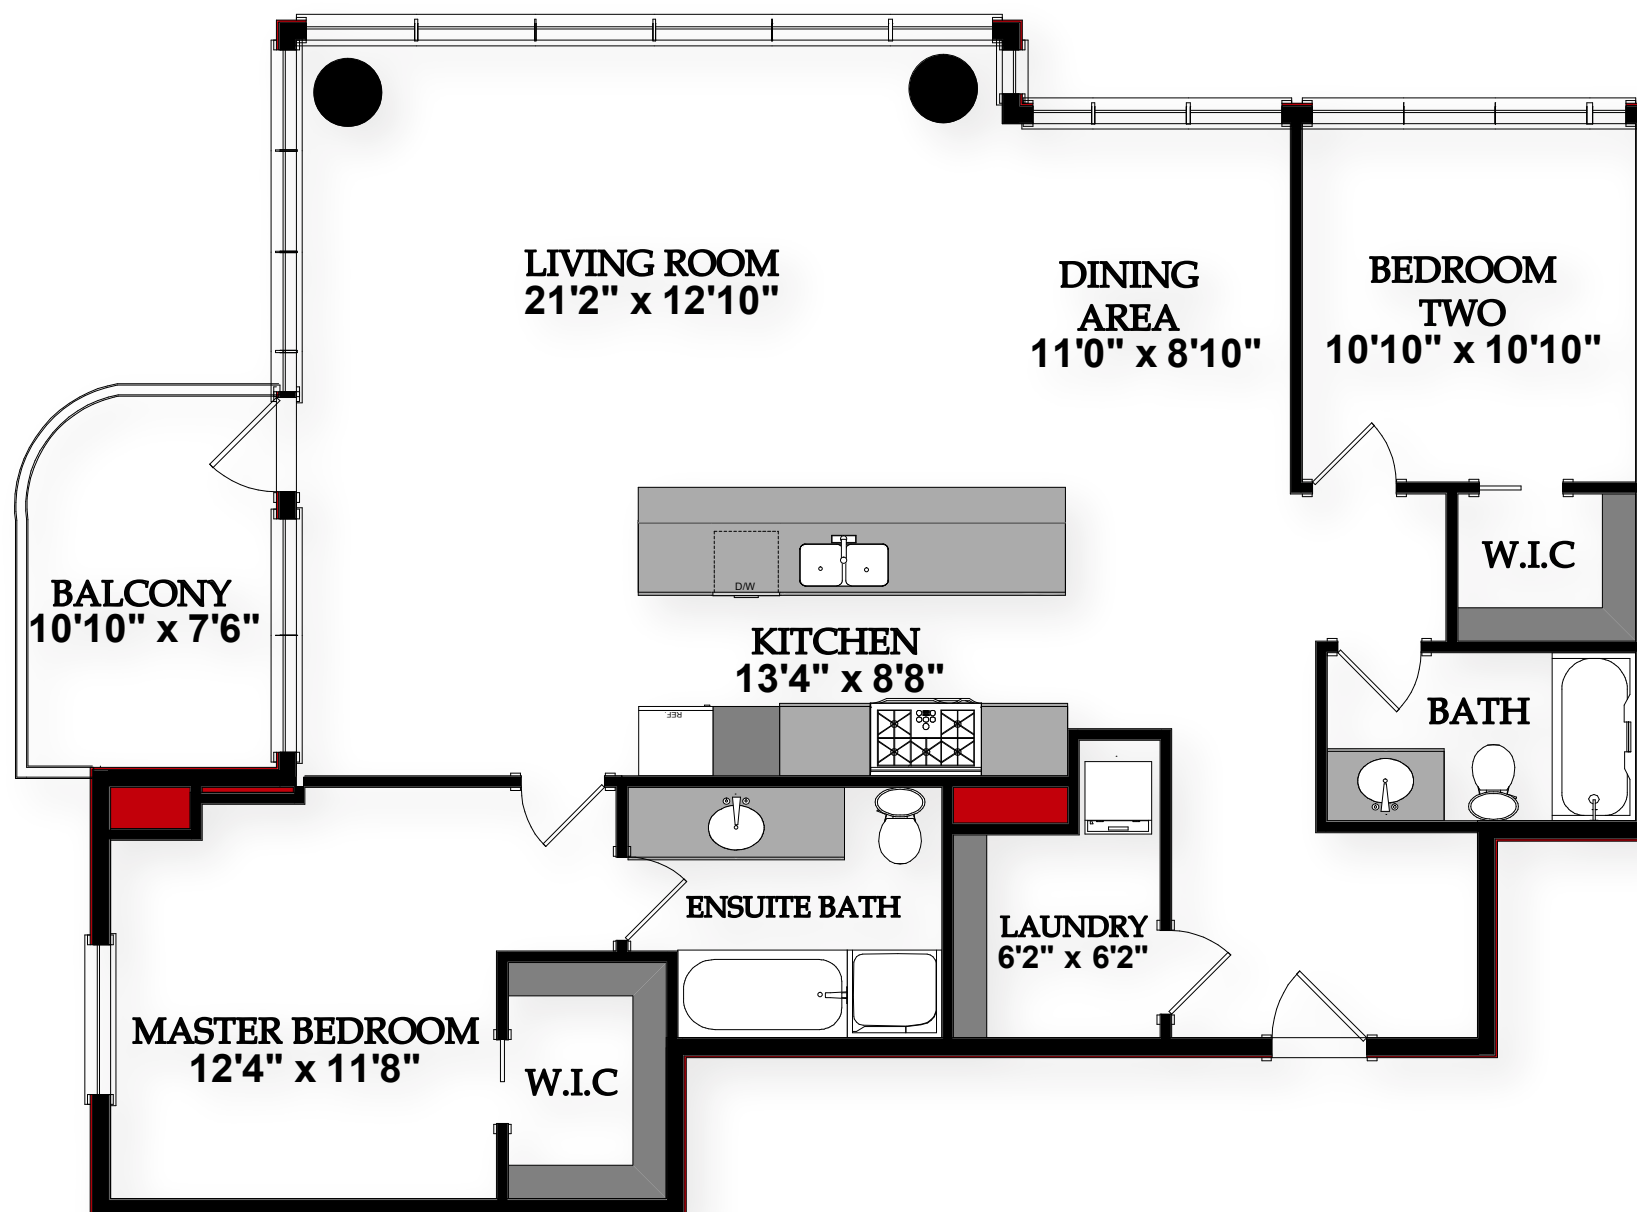 LIVING ROOM
21'2" x 12'10"
DINING
AREA
11'0" x 8'10"
BEDROOM
TWO
10'10" x 10'10"
W.I.C
BALCONY
10'10" x 7'6"
D/W
KITCHEN
13'4" x 8'8"
REF.
BATH
ENSUITE BATH
LAUNDRY
6'2" x 6'2"
MASTER BEDROOM
12'4" x 11'8"
W.I.C